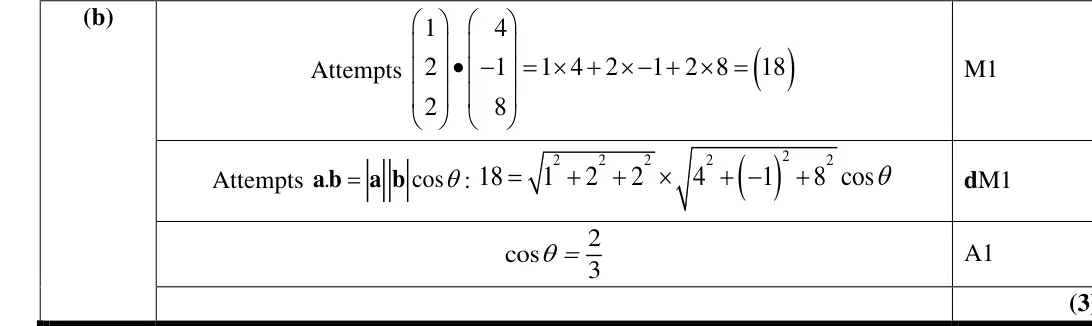 (b)
Attempts (1 2 2) • (4 −1 8) = 1×4 + 2×−1 + 2×8 = (18) M1
Attempts a.b = |a||b|cosθ : 18 = √(1² + 2² + 2²) × √(4² + (−1)² + 8²) cosθ dM1
cosθ = 2/3 A1
(3